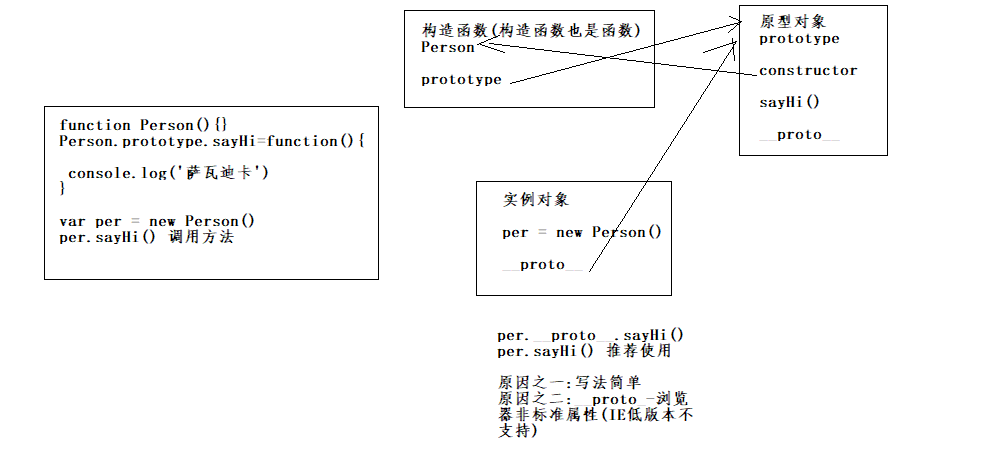 构造函数(构造函数也是函数)
Person
prototype
原型对象
prototype
constructor
sayHi()
__proto__
function Person(){}
Person.prototype.sayHi=function(){
console.log('萨瓦迪卡')
}
var per = new Person()
per.sayHi() 调用方法
实例对象
per = new Person()
__proto__
per.__proto__.sayHi()
per.sayHi() 推荐使用
原因之一:写法简单
原因之二:__proto_-浏览
器非标准属性(IE低版本不
支持)